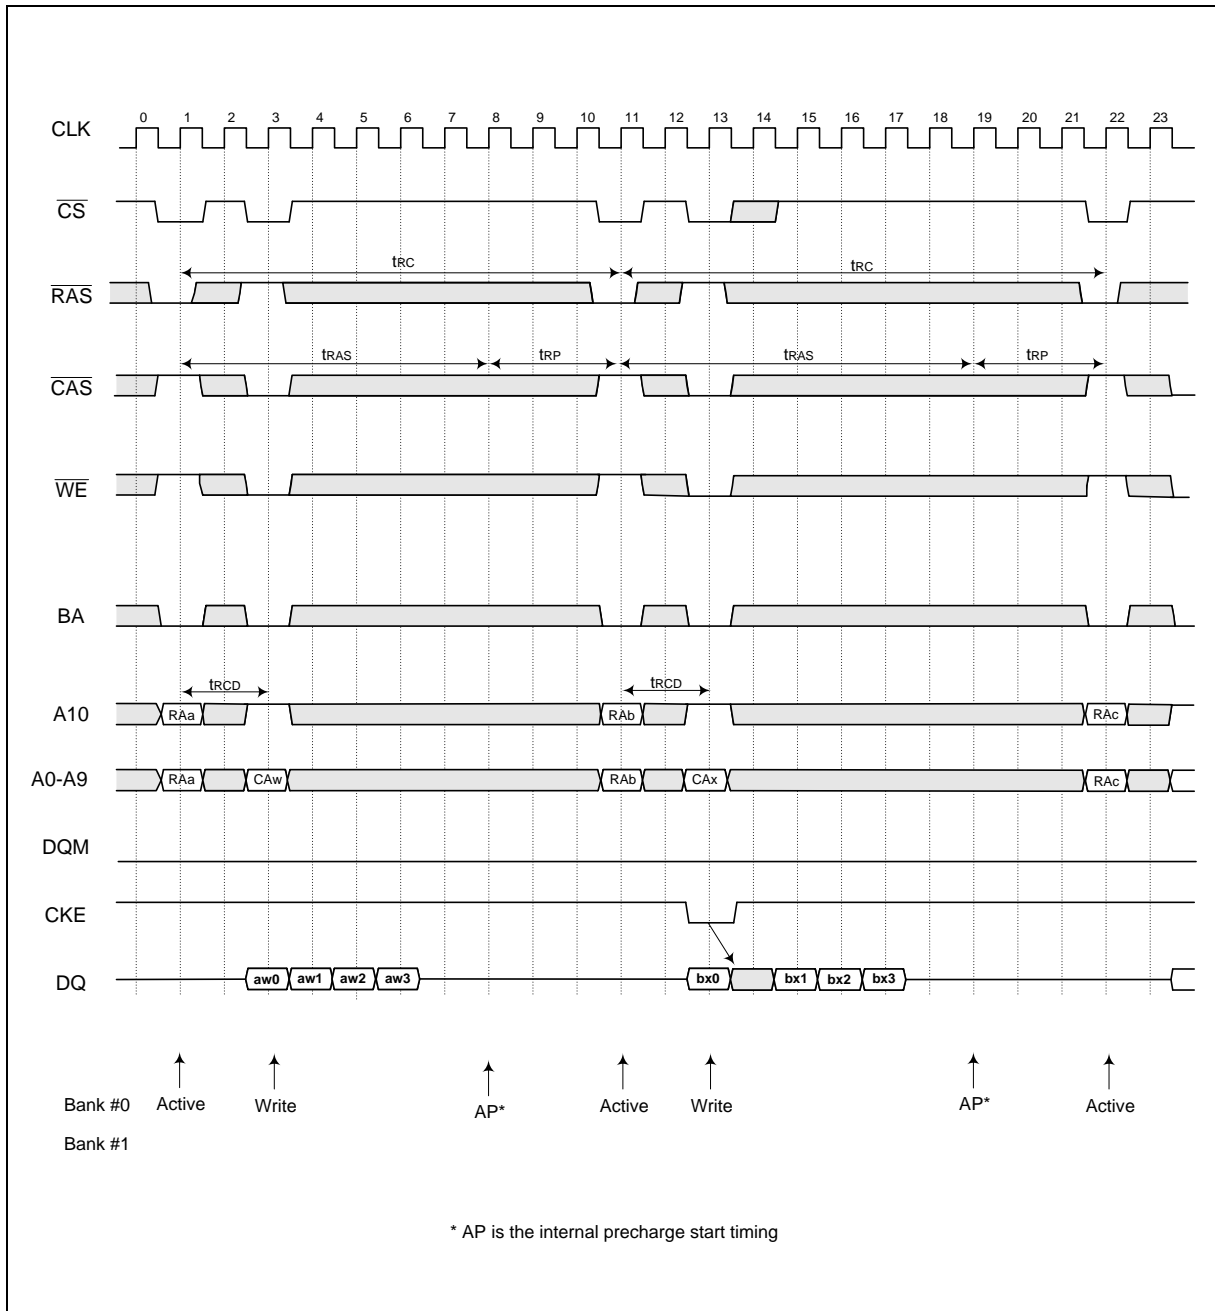 0 1 2 3 4 5 6 7 8 9 10 11 12 13 14 15 16 17 18 19 20 21 22 23
CLK
CS
tRC tRC
RAS
tRAS tRP tRAS tRP
CAS
WE
BA
tRCD tRCD
A10 RAa RAb RAc
A0-A9 RAa CAw RAb CAx RAc
DQM
CKE
DQ aw0 aw1 aw2 aw3 bx0 bx1 bx2 bx3
Bank #0 Active Write AP* Active Write AP* Active
Bank #1
* AP is the internal precharge start timing